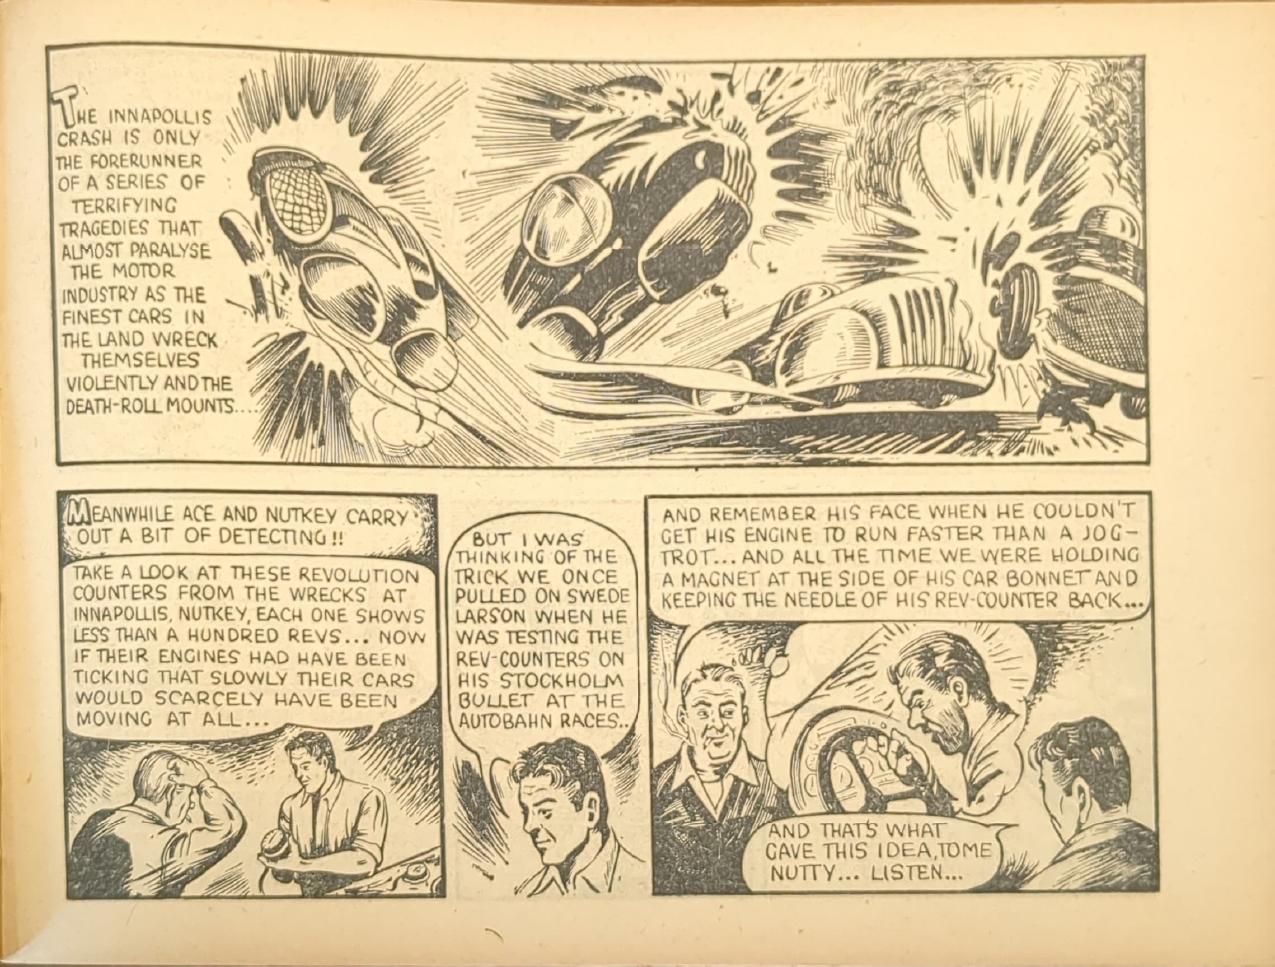 THE INNAPOLLIS
CRASH IS ONLY
THE FORERUNNER
OF A SERIES OF
TERRIFYING
TRAGEDIES THAT
ALMOST PARALYSE
THE MOTOR
INDUSTRY AS THE
FINEST CARS IN
THE LAND WRECK
THEMSELVES
VIOLENTLY AND THE
DEATH-ROLL MOUNTS....
MEANWHILE ACE AND NUTKEY CARRY
OUT A BIT OF DETECTING!!
TAKE A LOOK AT THESE REVOLUTION
COUNTERS FROM THE WRECKS AT
INNAPOLLIS, NUTKEY, EACH ONE SHOWS
LESS THAN A HUNDRED REVS... NOW
IF THEIR ENGINES HAD HAVE BEEN
TICKING THAT SLOWLY THEIR CARS
WOULD SCARCELY HAVE BEEN
MOVING AT ALL...
BUT I WAS
THINKING OF THE
TRICK WE ONCE
PULLED ON SWEDE
LARSON WHEN HE
WAS TESTING THE
REV-COUNTERS ON
HIS STOCKHOLM
BULLET AT THE
AUTOBAHN RACES..
AND REMEMBER HIS FACE WHEN HE COULDN'T
GET HIS ENGINE TO RUN FASTER THAN A JOG-
TROT... AND ALL THE TIME WE WERE HOLDING
A MAGNET AT THE SIDE OF HIS CAR BONNET AND
KEEPING THE NEEDLE OF HIS REV-COUNTER BACK...
AND THAT'S WHAT
GAVE THIS IDEA, TO ME
NUTTY... LISTEN...